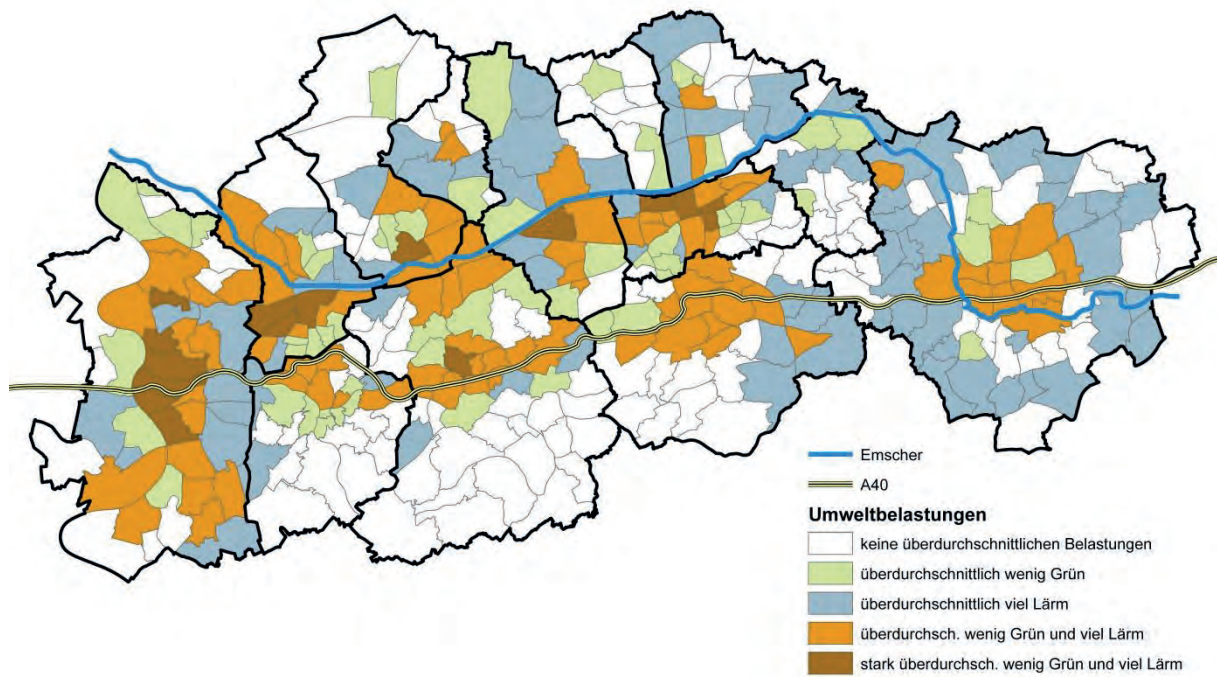 Emscher
A40
Umweltbelastungen
keine überdurchschnittlichen Belastungen
überdurchschnittlich wenig Grün
überdurchschnittlich viel Lärm
überdurchsch. wenig Grün und viel Lärm
stark überdurchsch. wenig Grün und viel Lärm